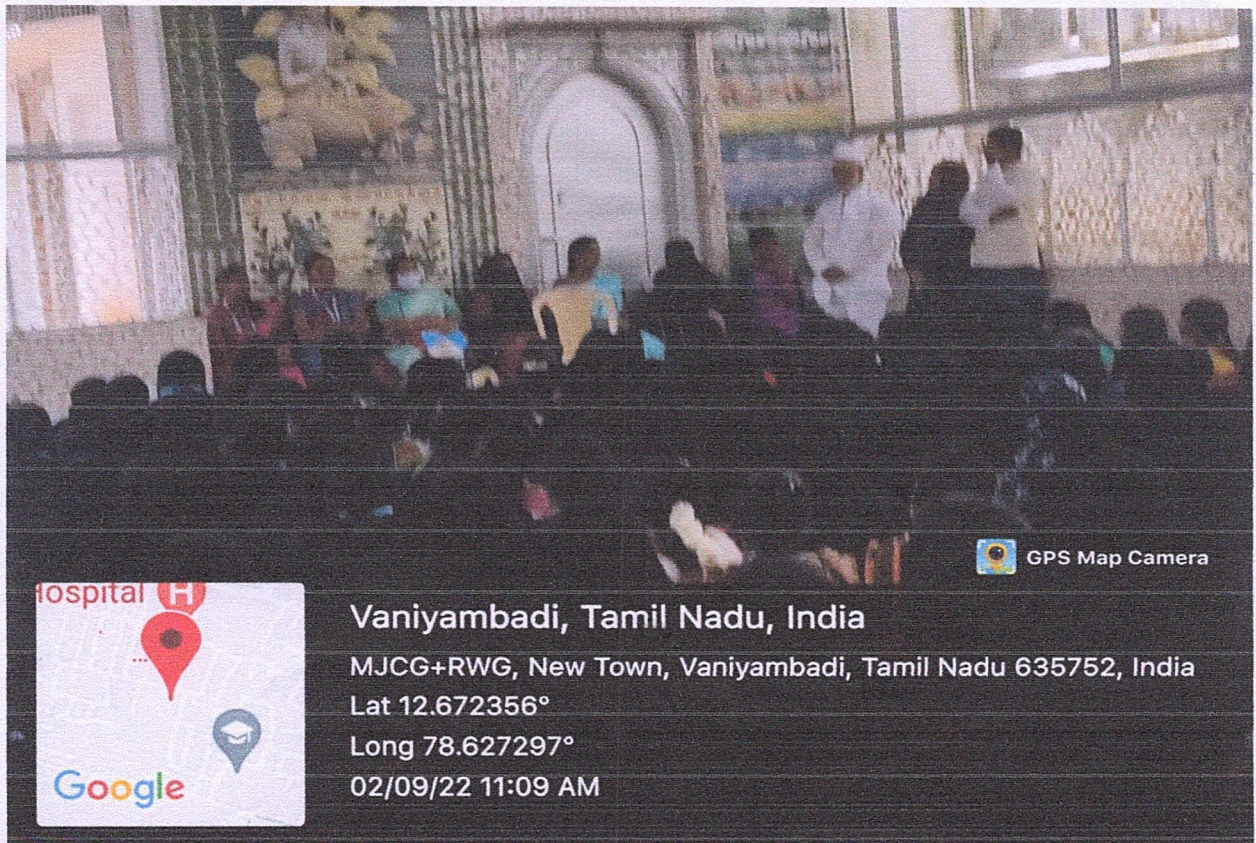 GPS Map Camera
Hospital H
Google
Vaniyambadi, Tamil Nadu, India
MJCG+RWG, New Town, Vaniyambadi, Tamil Nadu 635752, India
Lat 12.672356°
Long 78.627297°
02/09/22 11:09 AM